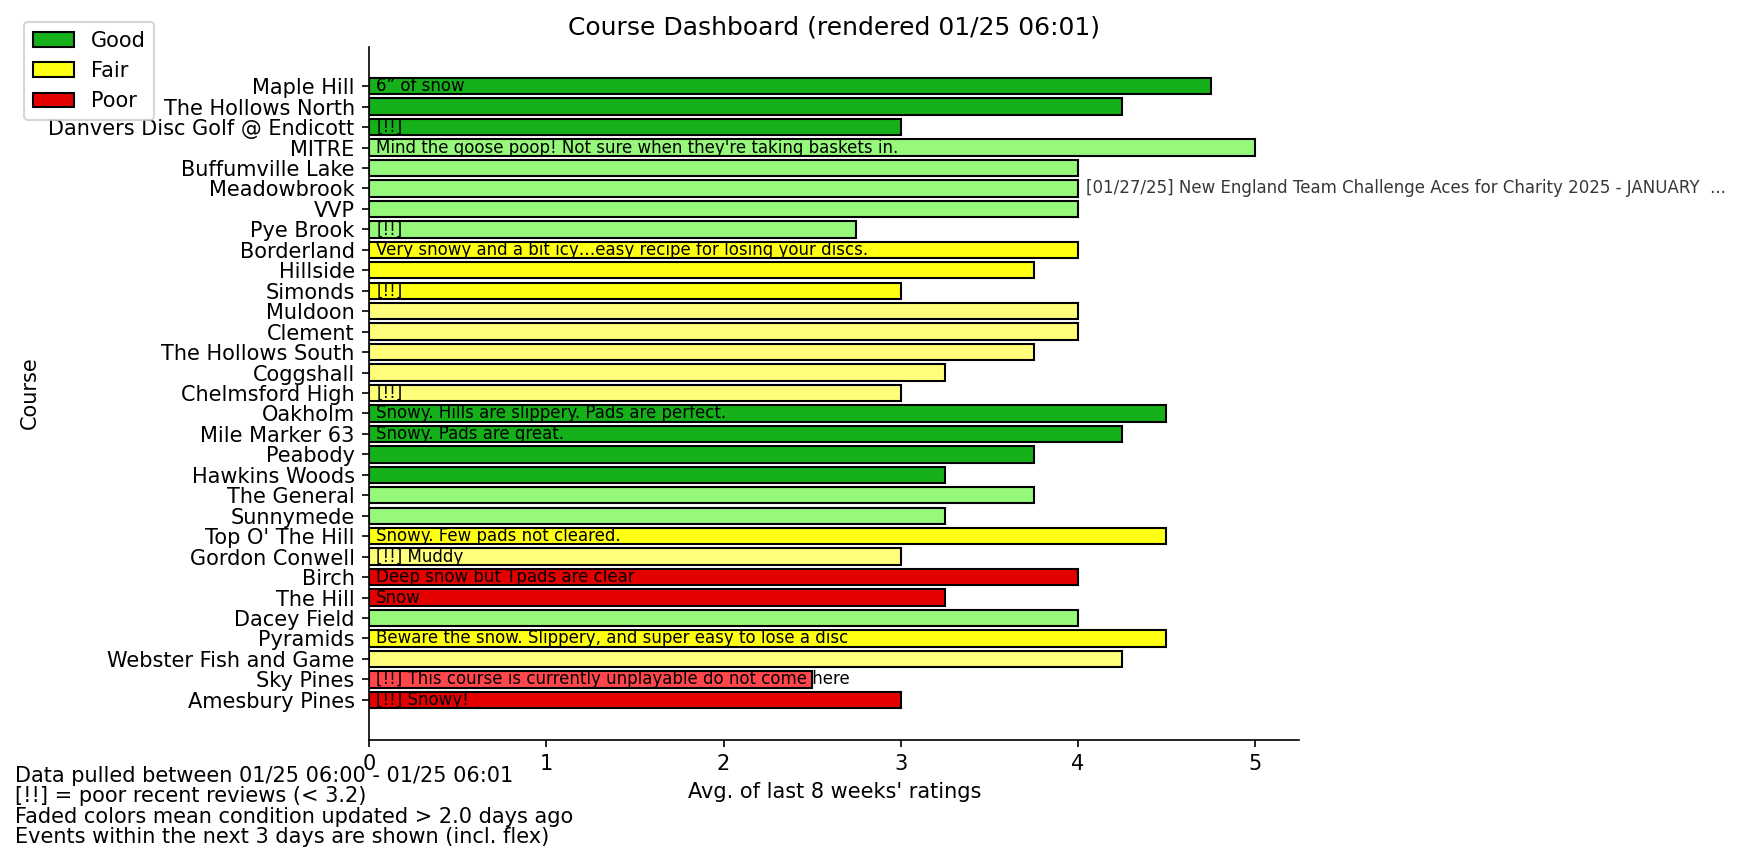 Course Dashboard (rendered 01/25 06:01)
Good
Fair
Poor
Maple Hill 6” of snow
The Hollows North
Danvers Disc Golf @ Endicott [!!]
MITRE Mind the goose poop! Not sure when they're taking baskets in.
Buffumville Lake
Meadowbrook [01/27/25] New England Team Challenge Aces for Charity 2025 - JANUARY ...
VVP
Pye Brook [!!]
Borderland Very snowy and a bit icy...easy recipe for losing your discs.
Hillside
Simonds [!!]
Muldoon
Clement
The Hollows South
Coggshall
Chelmsford High [!!]
Oakholm Snowy. Hills are slippery. Pads are perfect.
Mile Marker 63 Snowy. Pads are great.
Peabody
Hawkins Woods
The General
Sunnymede
Top O' The Hill Snowy. Few pads not cleared.
Gordon Conwell [!!] Muddy
Birch Deep snow but Tpads are clear
The Hill Snow
Dacey Field
Pyramids Beware the snow. Slippery, and super easy to lose a disc
Webster Fish and Game
Sky Pines [!!] This course is currently unplayable do not come here
Amesbury Pines [!!] Snowy!
Course
0 1 2 3 4 5
Avg. of last 8 weeks' ratings
Data pulled between 01/25 06:00 - 01/25 06:01
[!!] = poor recent reviews (< 3.2)
Faded colors mean condition updated > 2.0 days ago
Events within the next 3 days are shown (incl. flex)